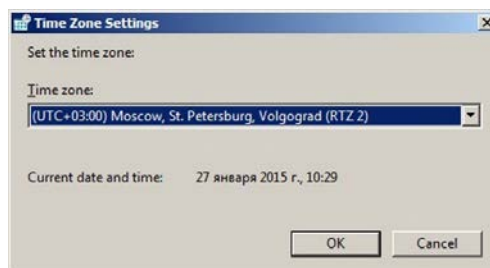 Time Zone Settings
Set the time zone:
Time zone:
(UTC+03:00) Moscow, St. Petersburg, Volgograd (RTZ 2)
Current date and time: 27 января 2015 г., 10:29
OK Cancel